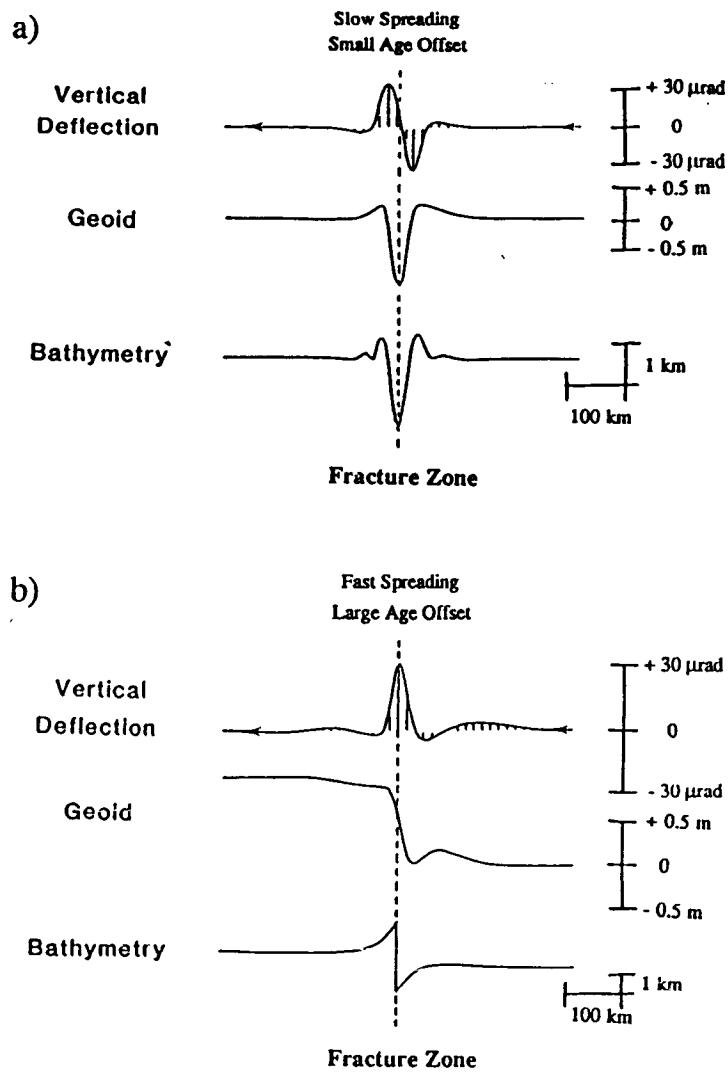 a)
Slow Spreading
Small Age Offset
Vertical
Deflection
+ 30 μrad
0
- 30 μrad
Geoid
+ 0.5 m
0
- 0.5 m
Bathymetry
1 km
100 km
Fracture Zone
b)
Fast Spreading
Large Age Offset
Vertical
Deflection
+ 30 μrad
0
- 30 μrad
Geoid
+ 0.5 m
0
- 0.5 m
Bathymetry
1 km
100 km
Fracture Zone